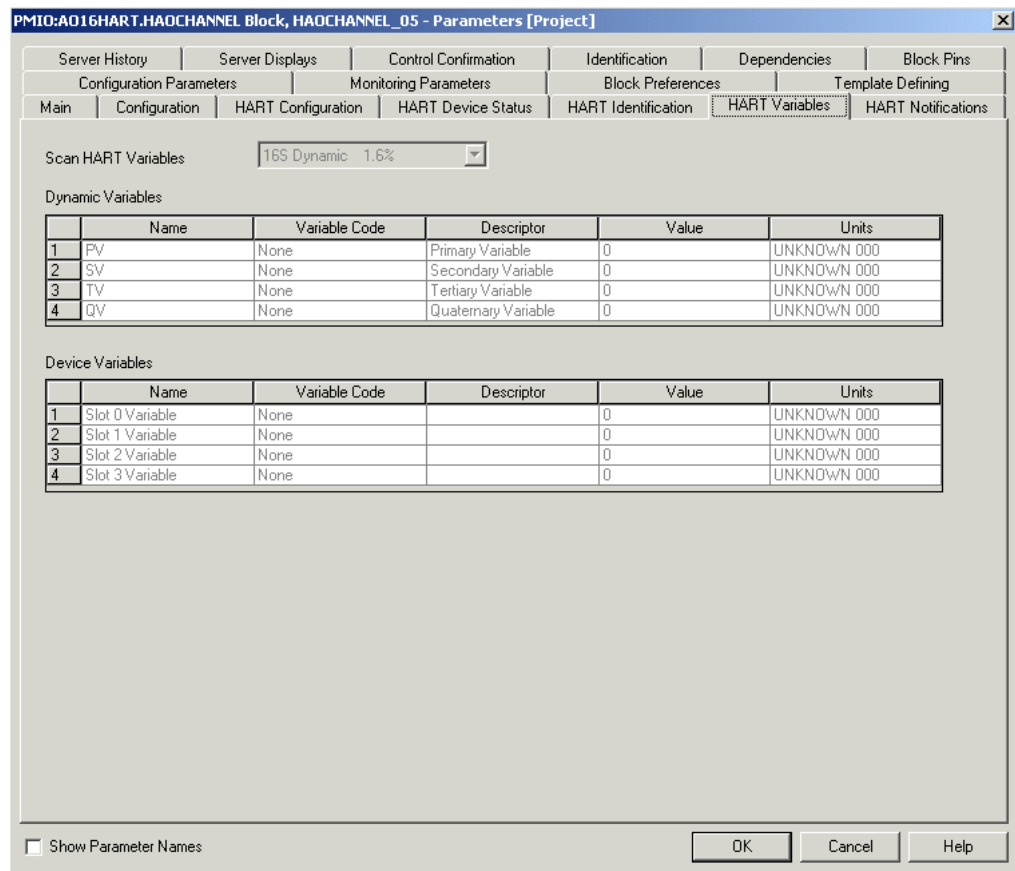 PMIO:AO16HART.HAOCHANNEL Block, HAOCHANNEL_05 - Parameters [Project]
Server History Server Displays Control Confirmation Identification Dependencies Block Pins
Configuration Parameters Monitoring Parameters Block Preferences Template Defining
Main Configuration HART Configuration HART Device Status HART Identification HART Variables HART Notifications
Scan HART Variables 16S Dynamic 1.6%
Dynamic Variables
Name Variable Code Descriptor Value Units
1 PV None Primary Variable 0 UNKNOWN 000
2 SV None Secondary Variable 0 UNKNOWN 000
3 TV None Tertiary Variable 0 UNKNOWN 000
4 QV None Quaternary Variable 0 UNKNOWN 000
Device Variables
Name Variable Code Descriptor Value Units
1 Slot 0 Variable None 0 UNKNOWN 000
2 Slot 1 Variable None 0 UNKNOWN 000
3 Slot 2 Variable None 0 UNKNOWN 000
4 Slot 3 Variable None 0 UNKNOWN 000
Show Parameter Names OK Cancel Help